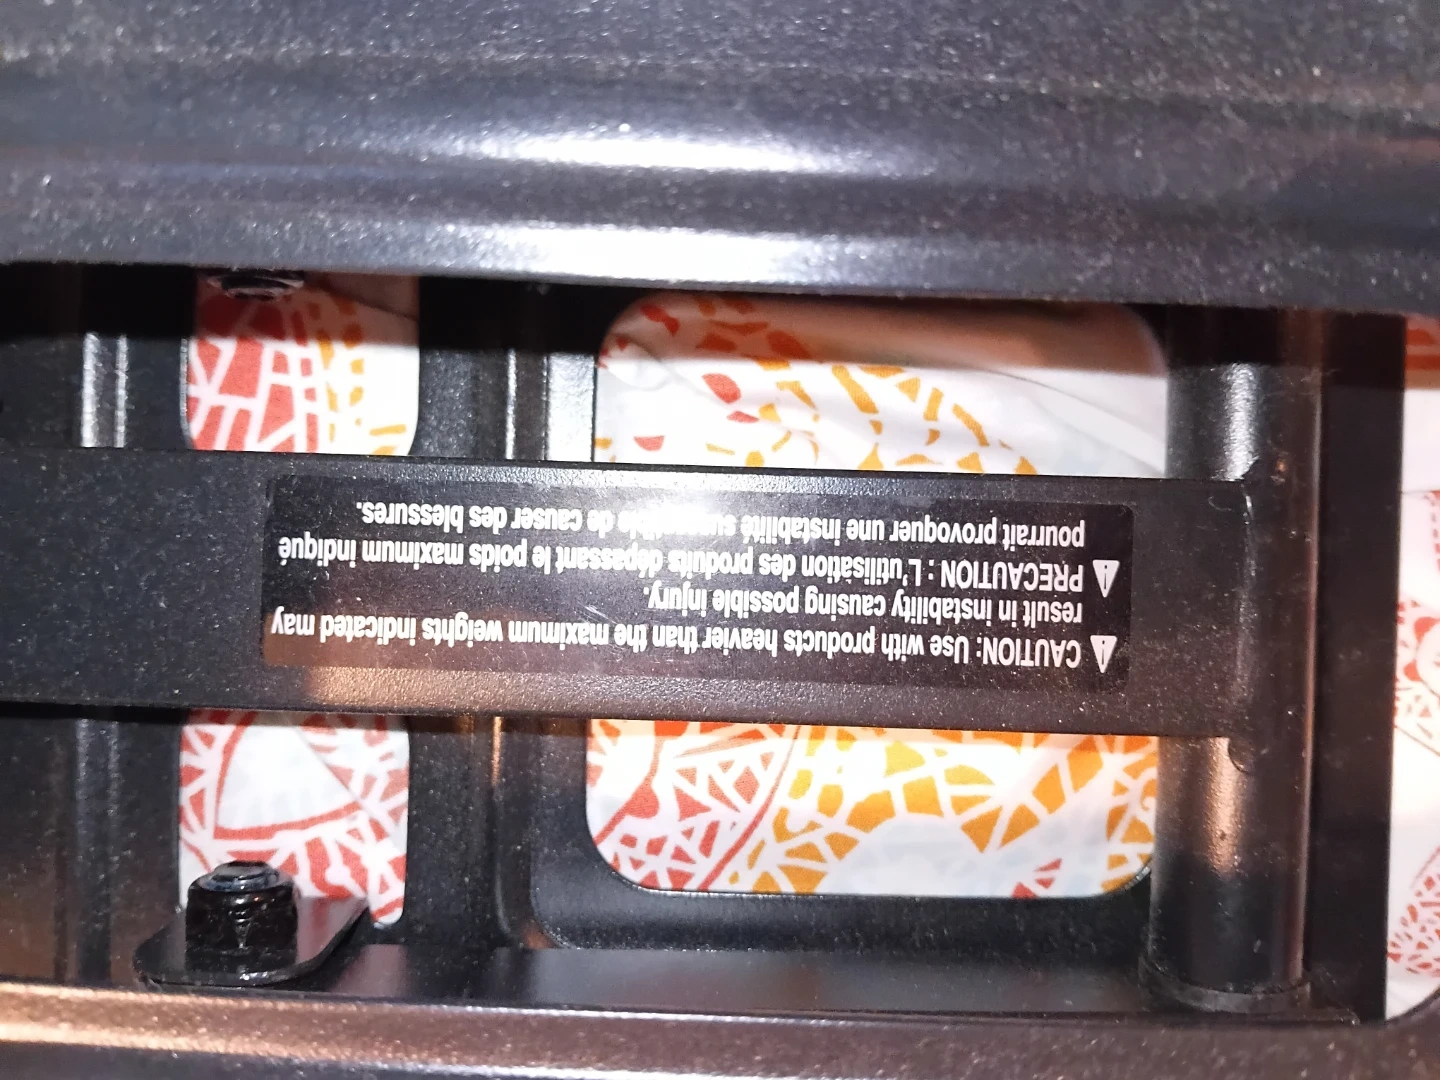 ⚠ CAUTION: Use with products heavier than the maximum weights indicated may
result in instability causing possible injury.
⚠ PRECAUTION : L'utilisation des produits dépassant le poids maximum indiqué
pourrait provoquer une instabilité susceptible de causer des blessures.